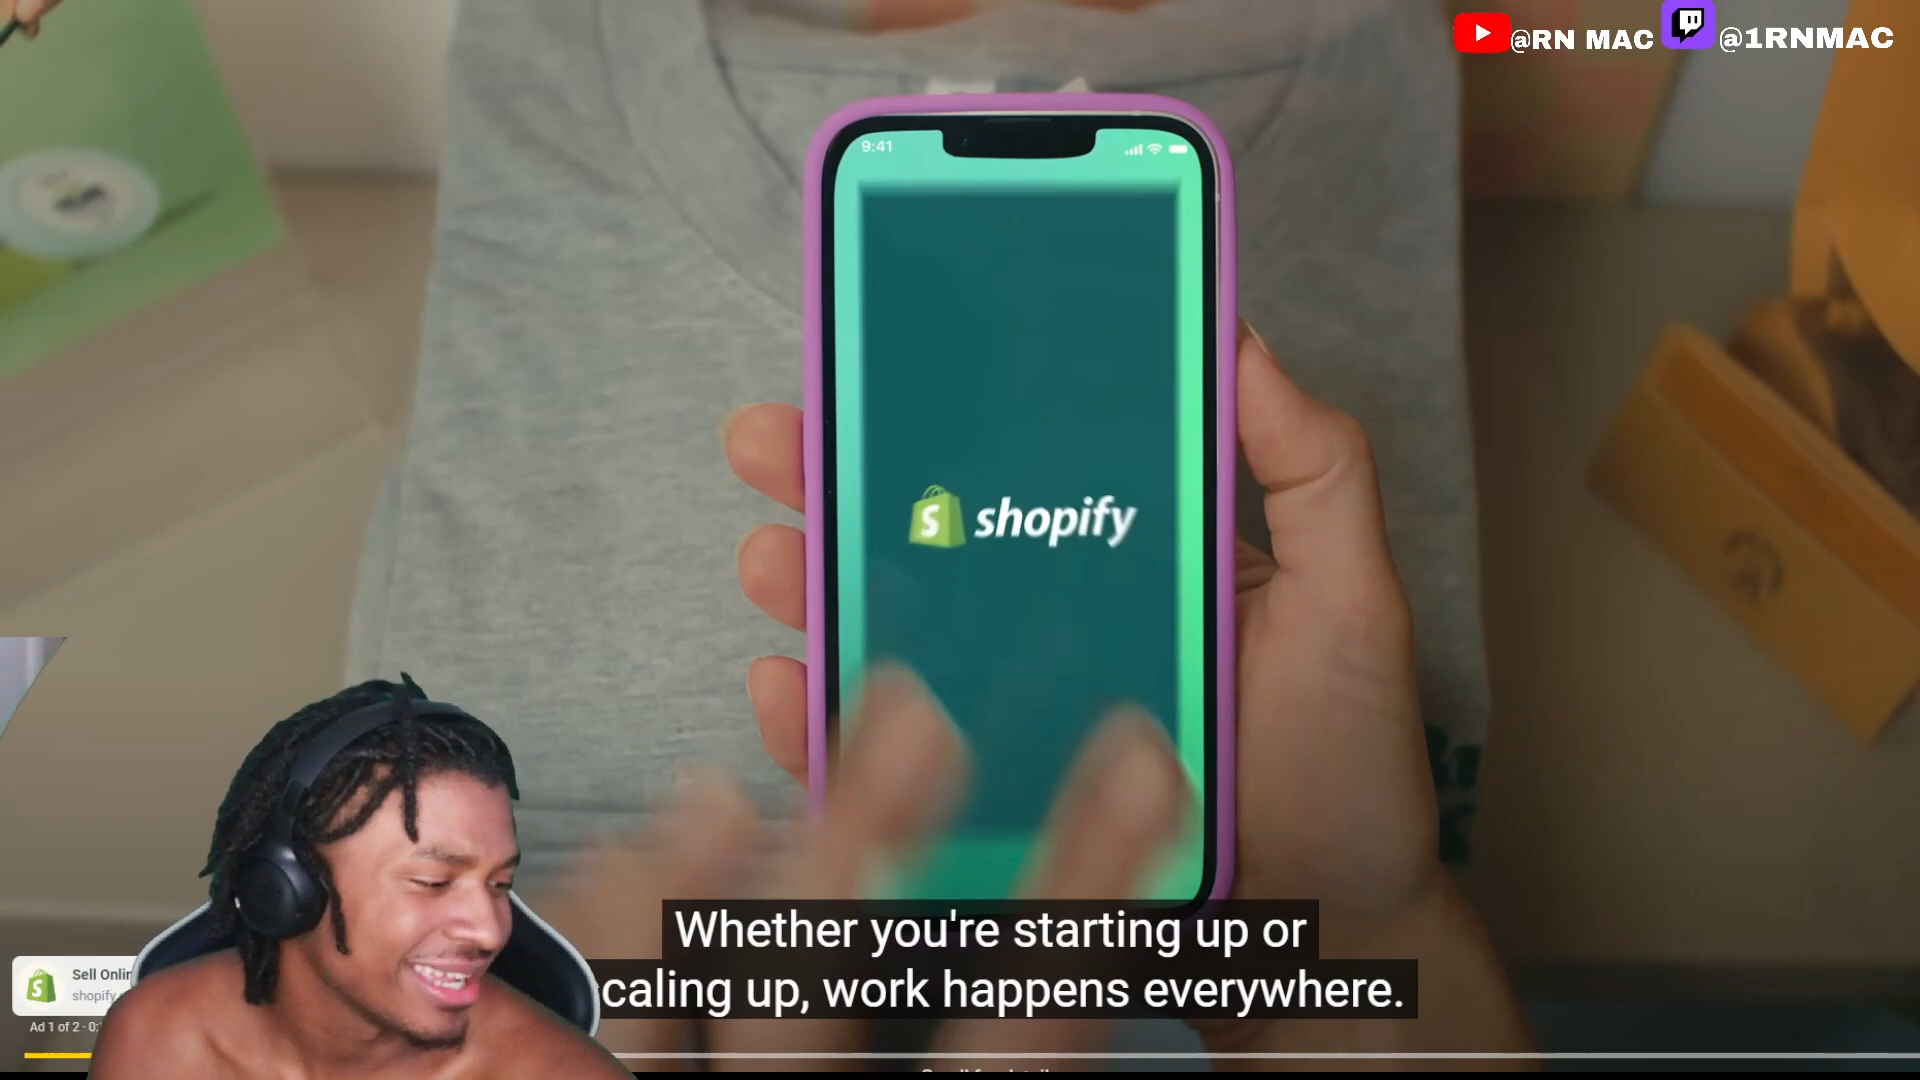 @RN MAC @1RNMAC
9:41
S shopify
Whether you're starting up or
caling up, work happens everywhere.
S Sell Onlin
shopify
Ad 1 of 2 · 0: